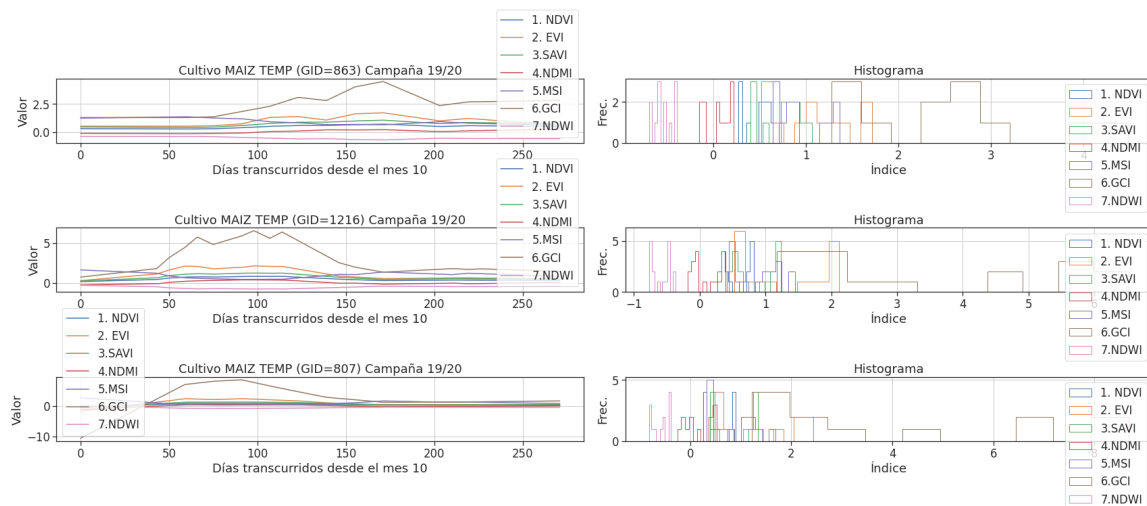 1. NDVI
2. EVI
3.SAVI
4.NDMI
5.MSI
6.GCI
7.NDWI
Cultivo MAIZ TEMP (GID=863) Campaña 19/20
Valor
2.5
0.0
0 50 100 150 200 250
Días transcurridos desde el mes 10
Histograma
Frec.
2
0
0 1 2 3 4
Índice
1. NDVI
2. EVI
3.SAVI
4.NDMI
5.MSI
6.GCI
7.NDWI
1. NDVI
2. EVI
3.SAVI
4.NDMI
5.MSI
6.GCI
7.NDWI
Cultivo MAIZ TEMP (GID=1216) Campaña 19/20
Valor
5
0
0 50 100 150 200 250
Días transcurridos desde el mes 10
Histograma
Frec.
5
0
−1 0 1 2 3 4 5 6
Índice
1. NDVI
2. EVI
3.SAVI
4.NDMI
5.MSI
6.GCI
7.NDWI
1. NDVI
2. EVI
3.SAVI
4.NDMI
5.MSI
6.GCI
7.NDWI
Cultivo MAIZ TEMP (GID=807) Campaña 19/20
Valor
0
−10
0 50 100 150 200 250
Días transcurridos desde el mes 10
Histograma
Frec.
5
0
0 2 4 6 8
Índice
1. NDVI
2. EVI
3.SAVI
4.NDMI
5.MSI
6.GCI
7.NDWI